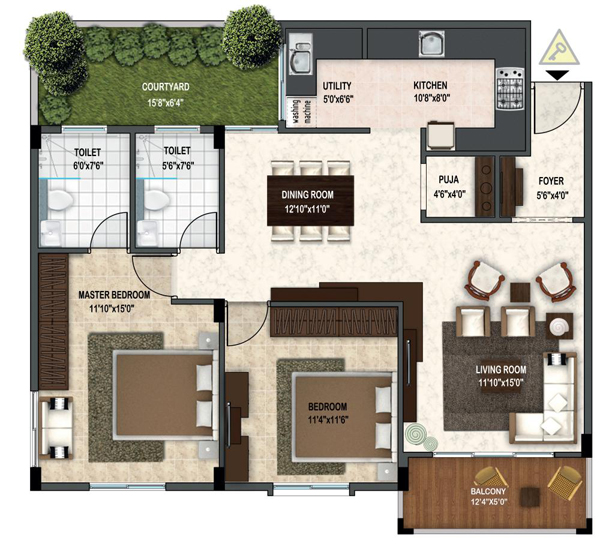 COURTYARD
15'8"x6'4"
UTILITY
5'0"x6'6"
washing
machine
KITCHEN
10'8"x8'0"
TOILET
6'0"x7'6"
TOILET
5'6"x7'6"
DINING ROOM
12'10"x11'0"
PUJA
4'6"x4'0"
FOYER
5'6"x4'0"
MASTER BEDROOM
11'10"x15'0"
BEDROOM
11'4"x11'6"
LIVING ROOM
11'10"x15'0"
BALCONY
12'4"X5'0"